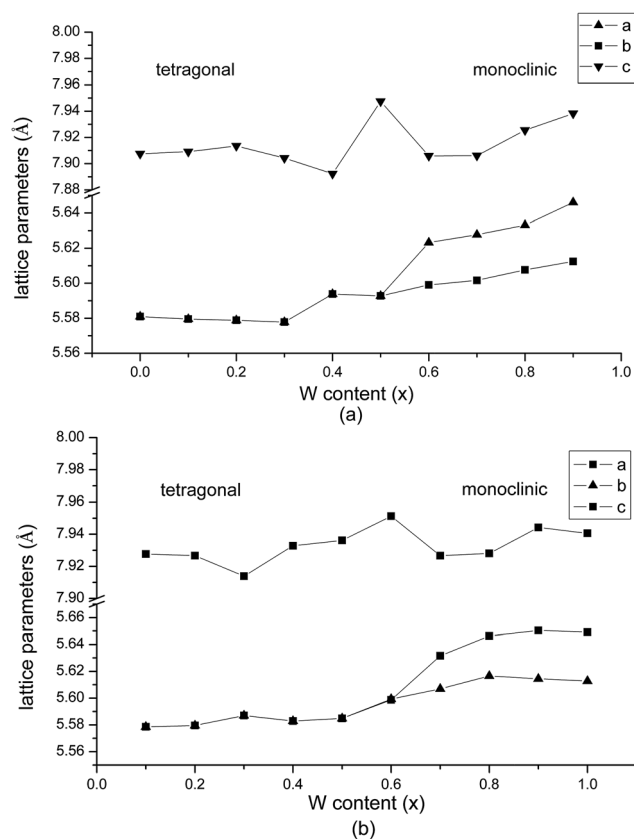 a
b
c
tetragonal
monoclinic
8.00
7.98
7.96
7.94
7.92
7.90
7.88
5.64
5.62
5.60
5.58
5.56
lattice parameters (Å)
0.0 0.2 0.4 0.6 0.8 1.0
W content (x)
(a)
a
b
c
tetragonal
monoclinic
8.00
7.98
7.96
7.94
7.92
7.90
5.66
5.64
5.62
5.60
5.58
5.56
lattice parameters (Å)
0.0 0.2 0.4 0.6 0.8 1.0
W content (x)
(b)